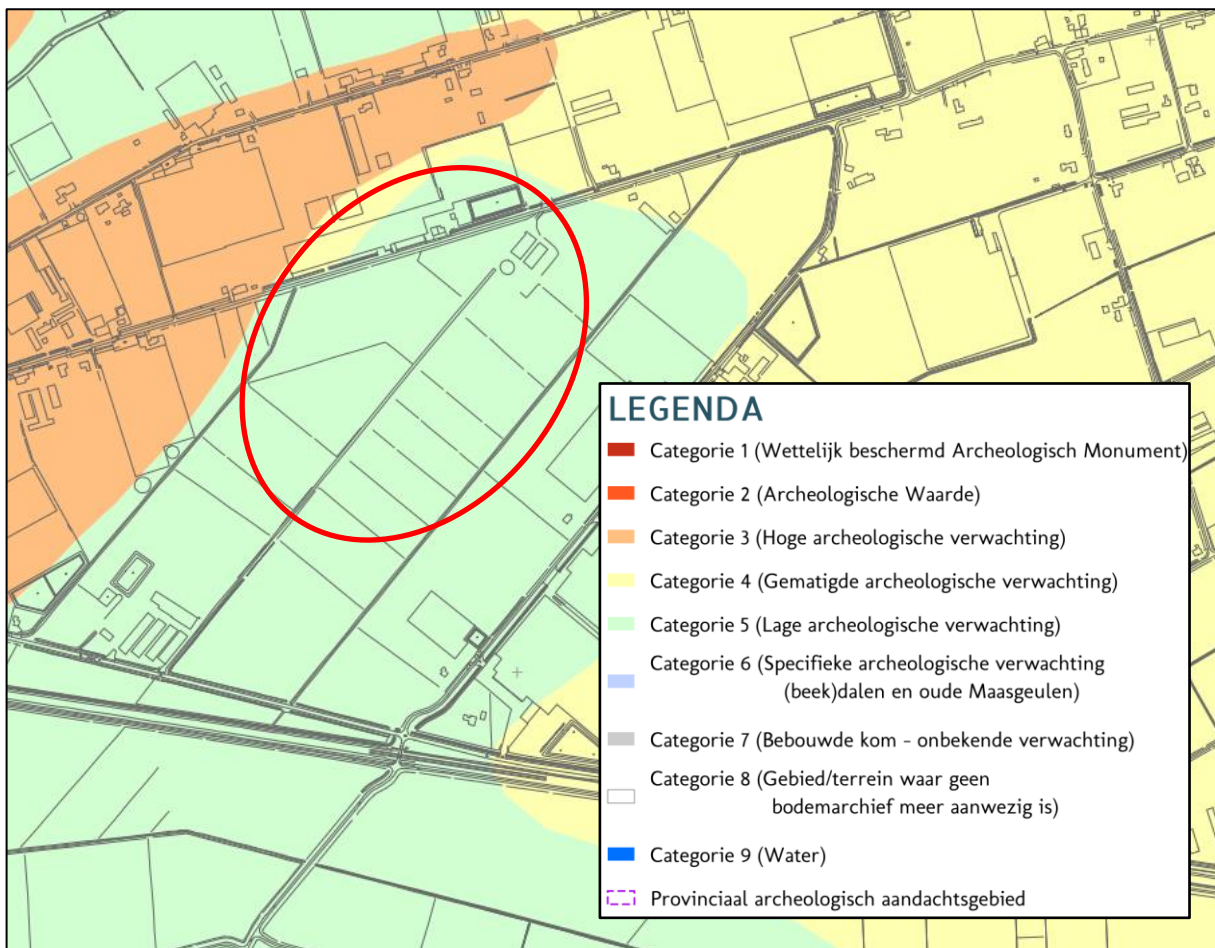 LEGENDA
Categorie 1 (Wettelijk beschermd Archeologisch Monument)
Categorie 2 (Archeologische Waarde)
Categorie 3 (Hoge archeologische verwachting)
Categorie 4 (Gematigde archeologische verwachting)
Categorie 5 (Lage archeologische verwachting)
Categorie 6 (Specifieke archeologische verwachting
(beek)dalen en oude Maasgeulen)
Categorie 7 (Bebouwde kom - onbekende verwachting)
Categorie 8 (Gebied/terrein waar geen
bodemarchief meer aanwezig is)
Categorie 9 (Water)
Provinciaal archeologisch aandachtsgebied